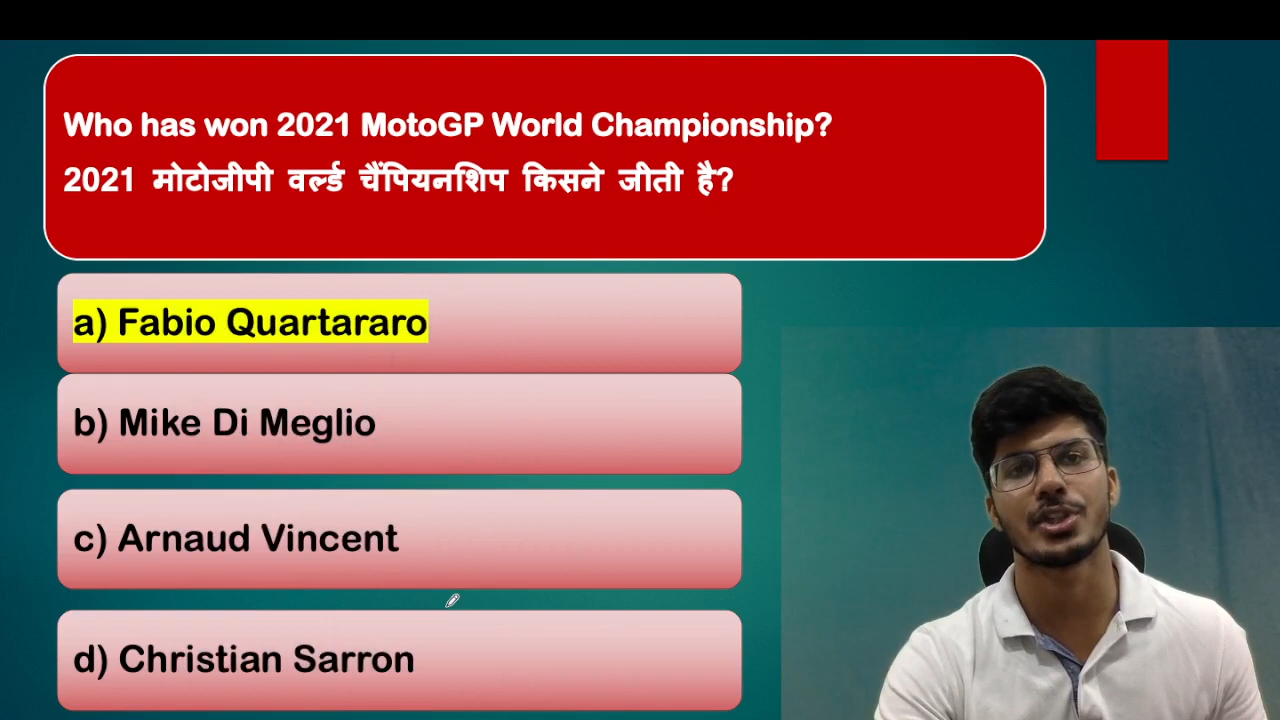 Who has won 2021 MotoGP World Championship?
2021 मोटोजीपी वर्ल्ड चैंपियनशिप किसने जीती है?
a) Fabio Quartararo
b) Mike Di Meglio
c) Arnaud Vincent
d) Christian Sarron